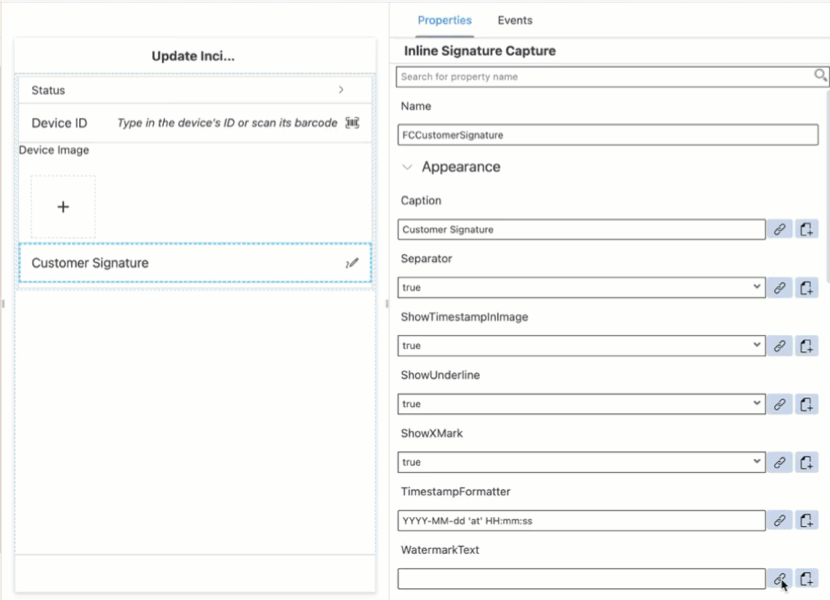 Update Inci...
Status
Device ID Type in the device's ID or scan its barcode
Device Image
+
Customer Signature
Properties Events
Inline Signature Capture
Search for property name
Name
FCCustomerSignature
Appearance
Caption
Customer Signature
Separator
true
ShowTimestampInImage
true
ShowUnderline
true
ShowXMark
true
TimestampFormatter
YYYY-MM-dd 'at' HH:mm:ss
WatermarkText